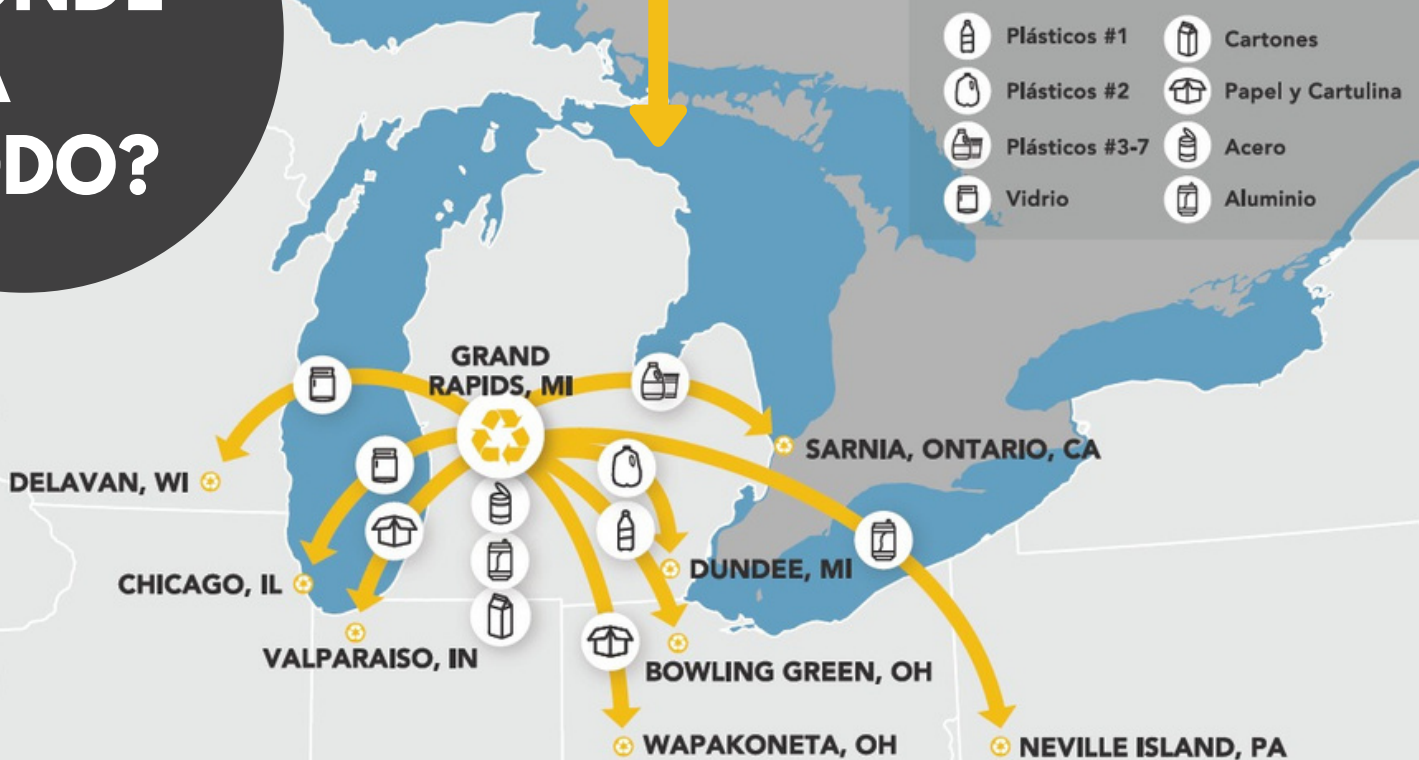 DO?
Plásticos #1
Cartones
Plásticos #2
Papel y Cartulina
Plásticos #3-7
Acero
Vidrio
Aluminio
GRAND
RAPIDS, MI
SARNIA, ONTARIO, CA
DELAVAN, WI
DUNDEE, MI
CHICAGO, IL
VALPARAISO, IN
BOWLING GREEN, OH
WAPAKONETA, OH
NEVILLE ISLAND, PA